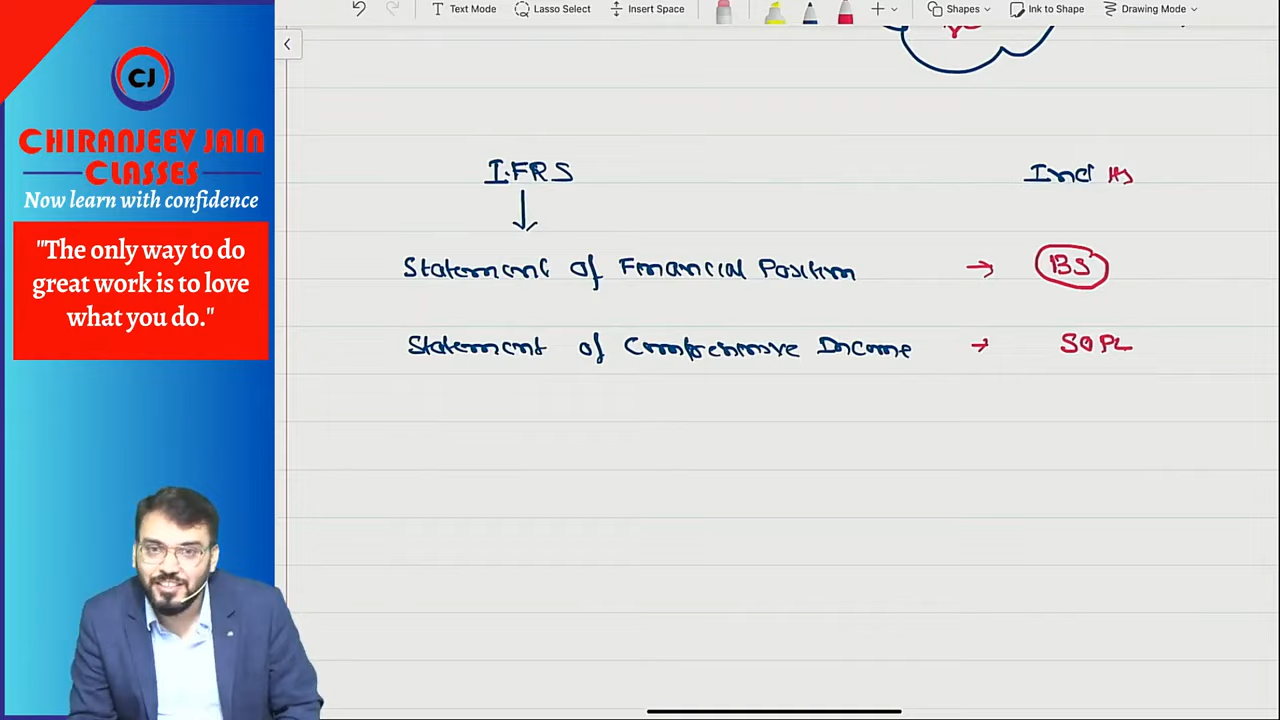 Text Mode Lasso Select Insert Space Shapes Ink to Shape Drawing Mode
CJ
CHIRANJEEV JAIN
CLASSES
Now learn with confidence
"The only way to do
great work is to love
what you do."
I.FRS Ind AS
Statement of Financial Position → BS
Statement of Comprensive Income → SOPL